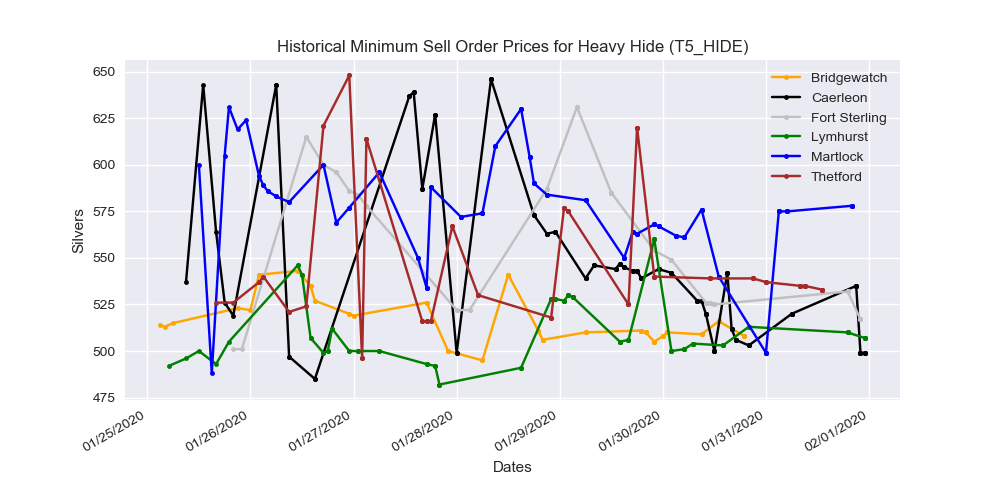 Historical Minimum Sell Order Prices for Heavy Hide (T5_HIDE)
650
625
600
575
550
525
500
475
Silvers
Bridgewatch
Caerleon
Fort Sterling
Lymhurst
Martlock
Thetford
01/25/2020
01/26/2020
01/27/2020
01/28/2020
01/29/2020
01/30/2020
01/31/2020
02/01/2020
Dates